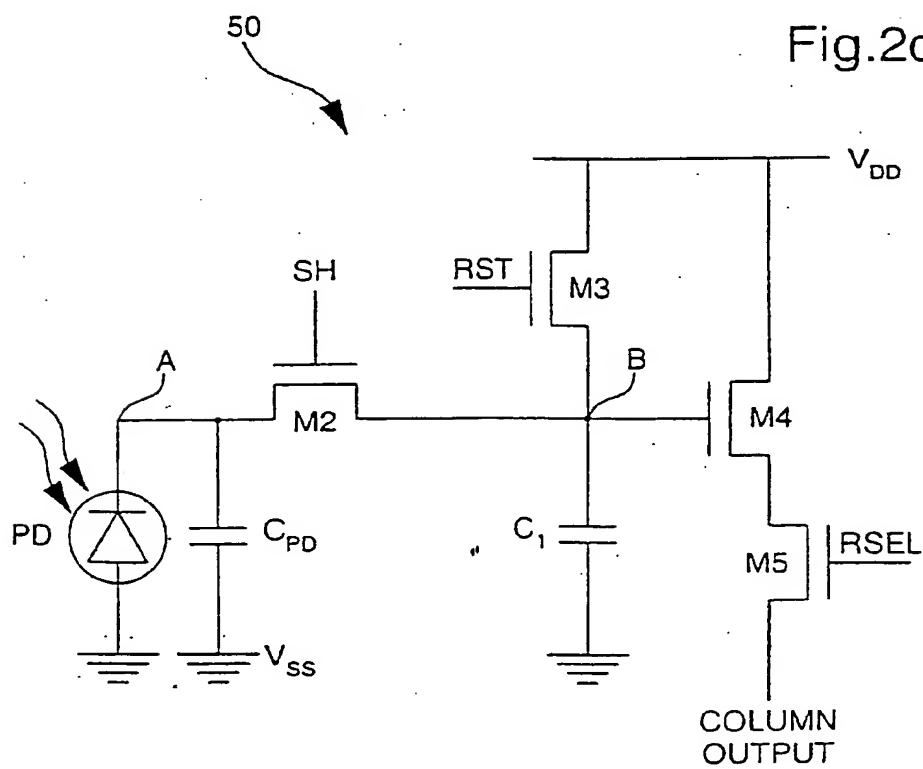 50
Fig.2c
V_DD
SH
RST
M3
A
B
M2
M4
PD
C_PD
C_1
M5
RSEL
V_SS
COLUMN
OUTPUT